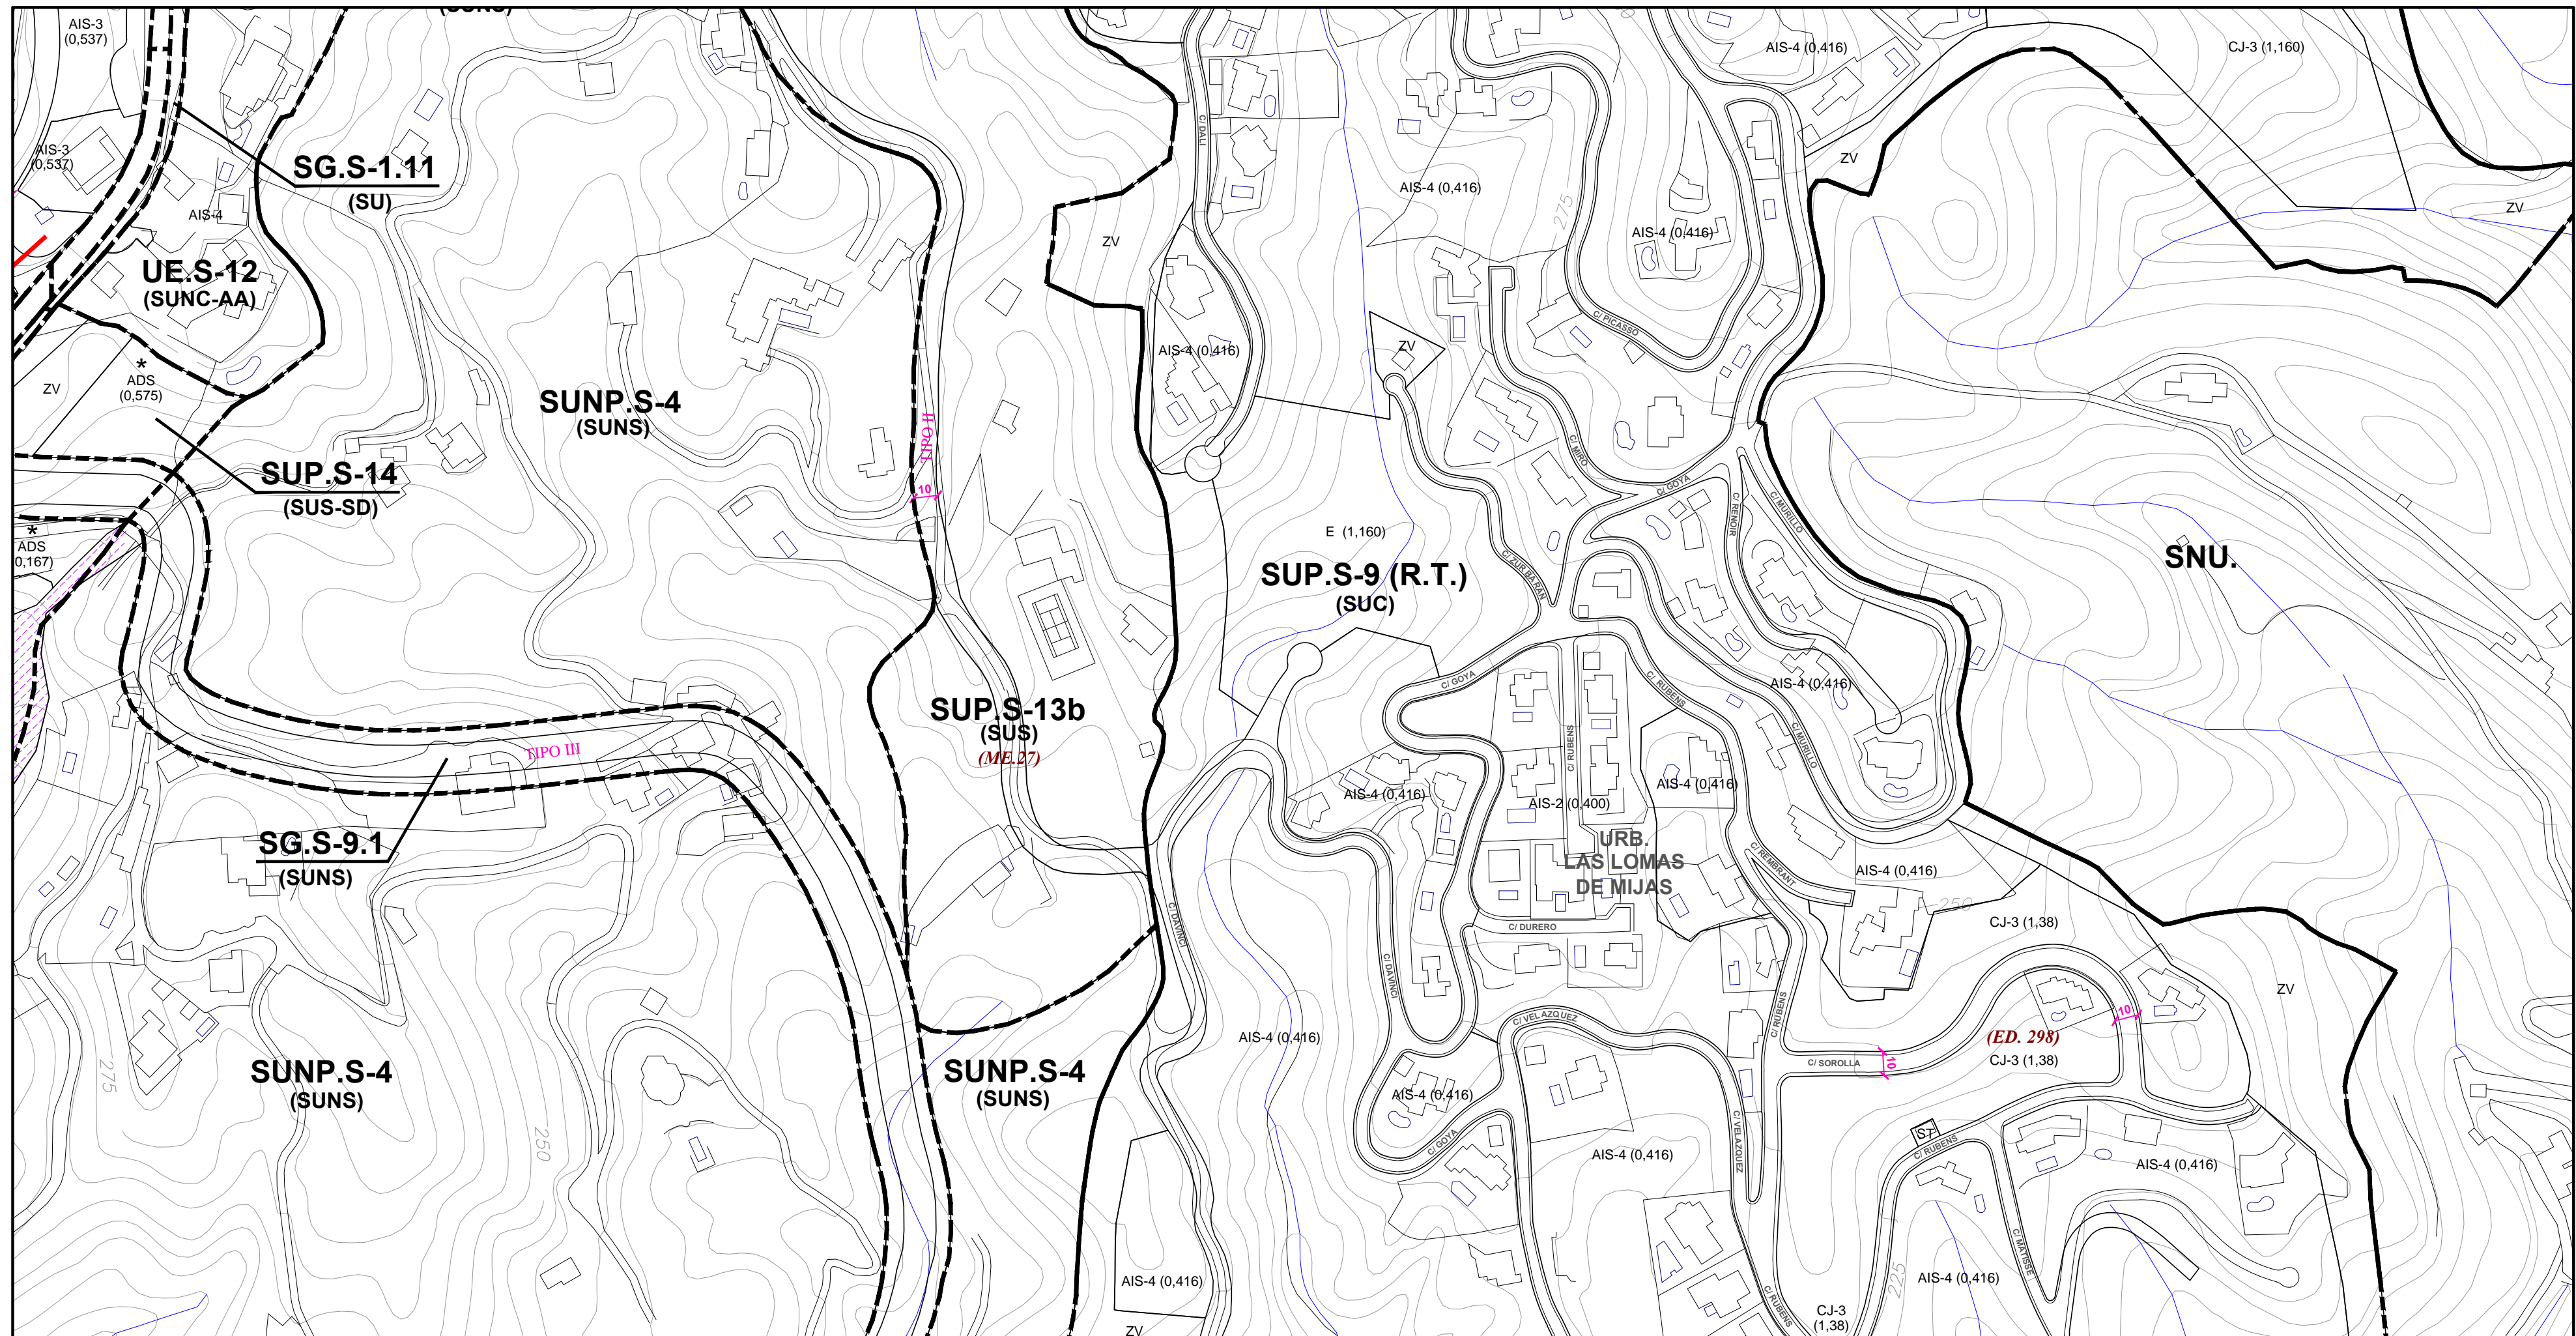 (SUNC)
AIS-3
(0,537)
AIS-4 (0,416)
CJ-3 (1,160)
C/ DALI
AIS-3
(0,537)
SG.S-1.11
(SU)
ZV
AIS-4 (0,416)
AIS-4
275
ZV
ZV
AIS-4 (0,416)
UE.S-12
(SUNC-AA)
C/ PICASSO
AIS-4 (0,416)
ZV
*
ADS
(0,575)
ZV
SUNP.S-4
(SUNS)
TIPO II
C/ MIRO
SUP.S-14
(SUS-SD)
10
C/ GOYA
C/ RENOIR
C/ MURILLO
*
ADS
0,167)
E (1,160)
C/ ZURBARAN
SUP.S-9 (R.T.)
(SUC)
SNU.
C/ GOYA
C/ RUBENS
AIS-4 (0,416)
SUP.S-13b
(SUS)
(ME.27)
TIPO III
C/ RUBENS
C/ MURILLO
AIS-4 (0,416)
AIS-2 (0,400)
AIS-4 (0,416)
SG.S-9.1
(SUNS)
URB.
LAS LOMAS
DE MIJAS
C/ REMBRANT
AIS-4 (0,416)
250
CJ-3 (1,38)
C/ DAVINCI
C/ DURERO
C/ DAVINCI
ZV
C/ VELAZQUEZ
C/ RUBENS
10
AIS-4 (0,416)
(ED. 298)
CJ-3 (1,38)
C/ SOROLLA
10
SUNP.S-4
(SUNS)
275
SUNP.S-4
(SUNS)
AIS-4 (0,416)
250
C/ GOYA
C/ VELAZQUEZ
ST
C/ RUBENS
AIS-4 (0,416)
AIS-4 (0,416)
C/ MATISSE
225
AIS-4 (0,416)
AIS-4 (0,416)
C/ RUBENS
CJ-3
(1,38)
ZV